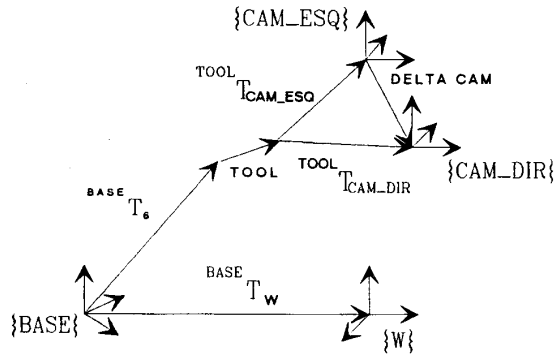 {CAM_ESQ}
TOOL T CAM_ESQ
DELTA CAM
TOOL
TOOL T CAM_DIR
{CAM_DIR}
BASE T 6
BASE T W
{BASE}
{W}